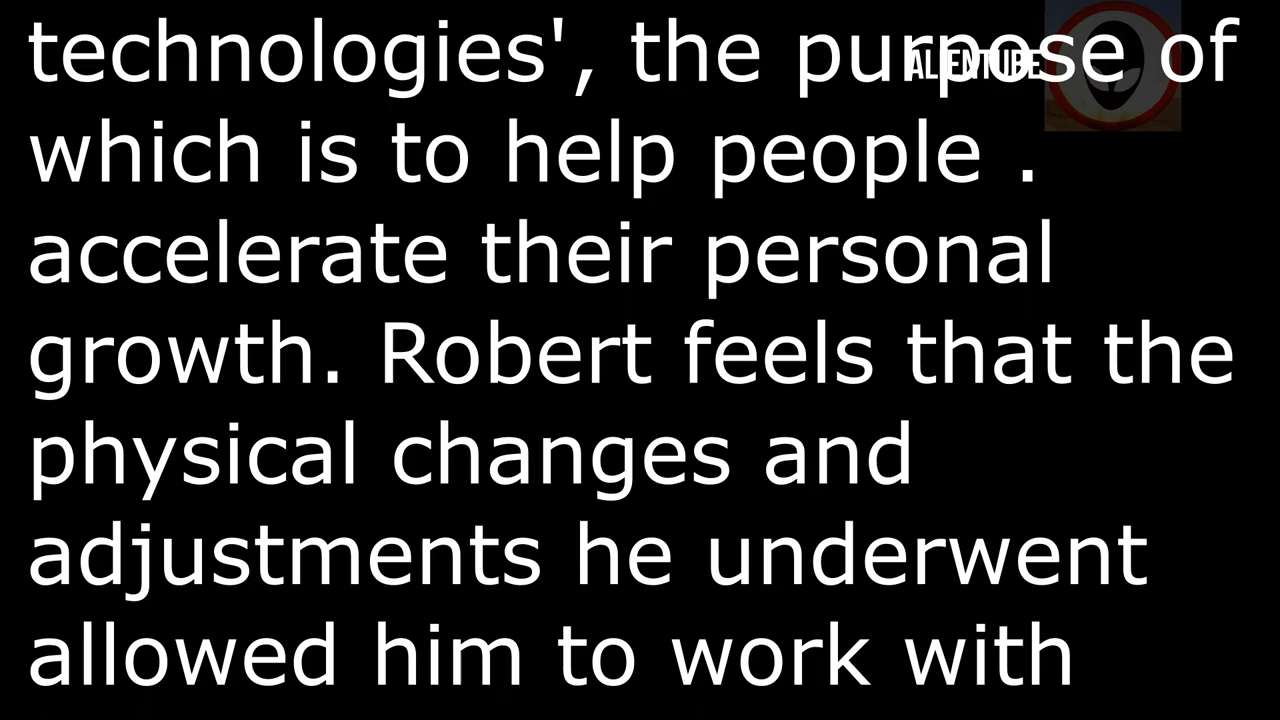 technologies', the purpose of
ALIENTUBE
which is to help people .
accelerate their personal
growth. Robert feels that the
physical changes and
adjustments he underwent
allowed him to work with